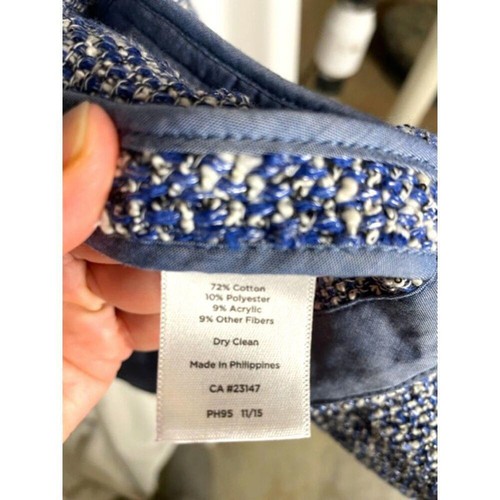 72% Cotton
10% Polyester
9% Acrylic
9% Other Fibers
Dry Clean
Made in Philippines
CA #23147
PH95 11/15